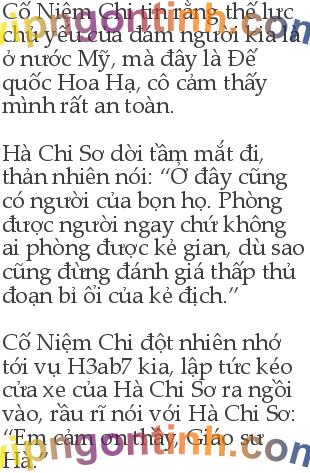 Cố Niệm Chi tin rằng thế lực
chủ yếu của đám người kia là
ở nước Mỹ, mà đây là Đế
quốc Hoa Hạ, cô cảm thấy
mình rất an toàn.
Hà Chi Sơ dời tầm mắt đi,
thản nhiên nói: “Ở đây cũng
có người của bọn họ. Phòng
được người ngay chứ không
ai phòng được kẻ gian, dù sao
cũng đừng đánh giá thấp thủ
đoạn bỉ ổi của kẻ địch.”
Cố Niệm Chi đột nhiên nhớ
tới vụ H3ab7 kia, lập tức kéo
cửa xe của Hà Chi Sơ ra ngồi
vào, rầu rĩ nói với Hà Chi Sơ:
“Em cảm ơn thầy, Giáo sư
Hà.”
vipngontinh.com
vipngontinh.com